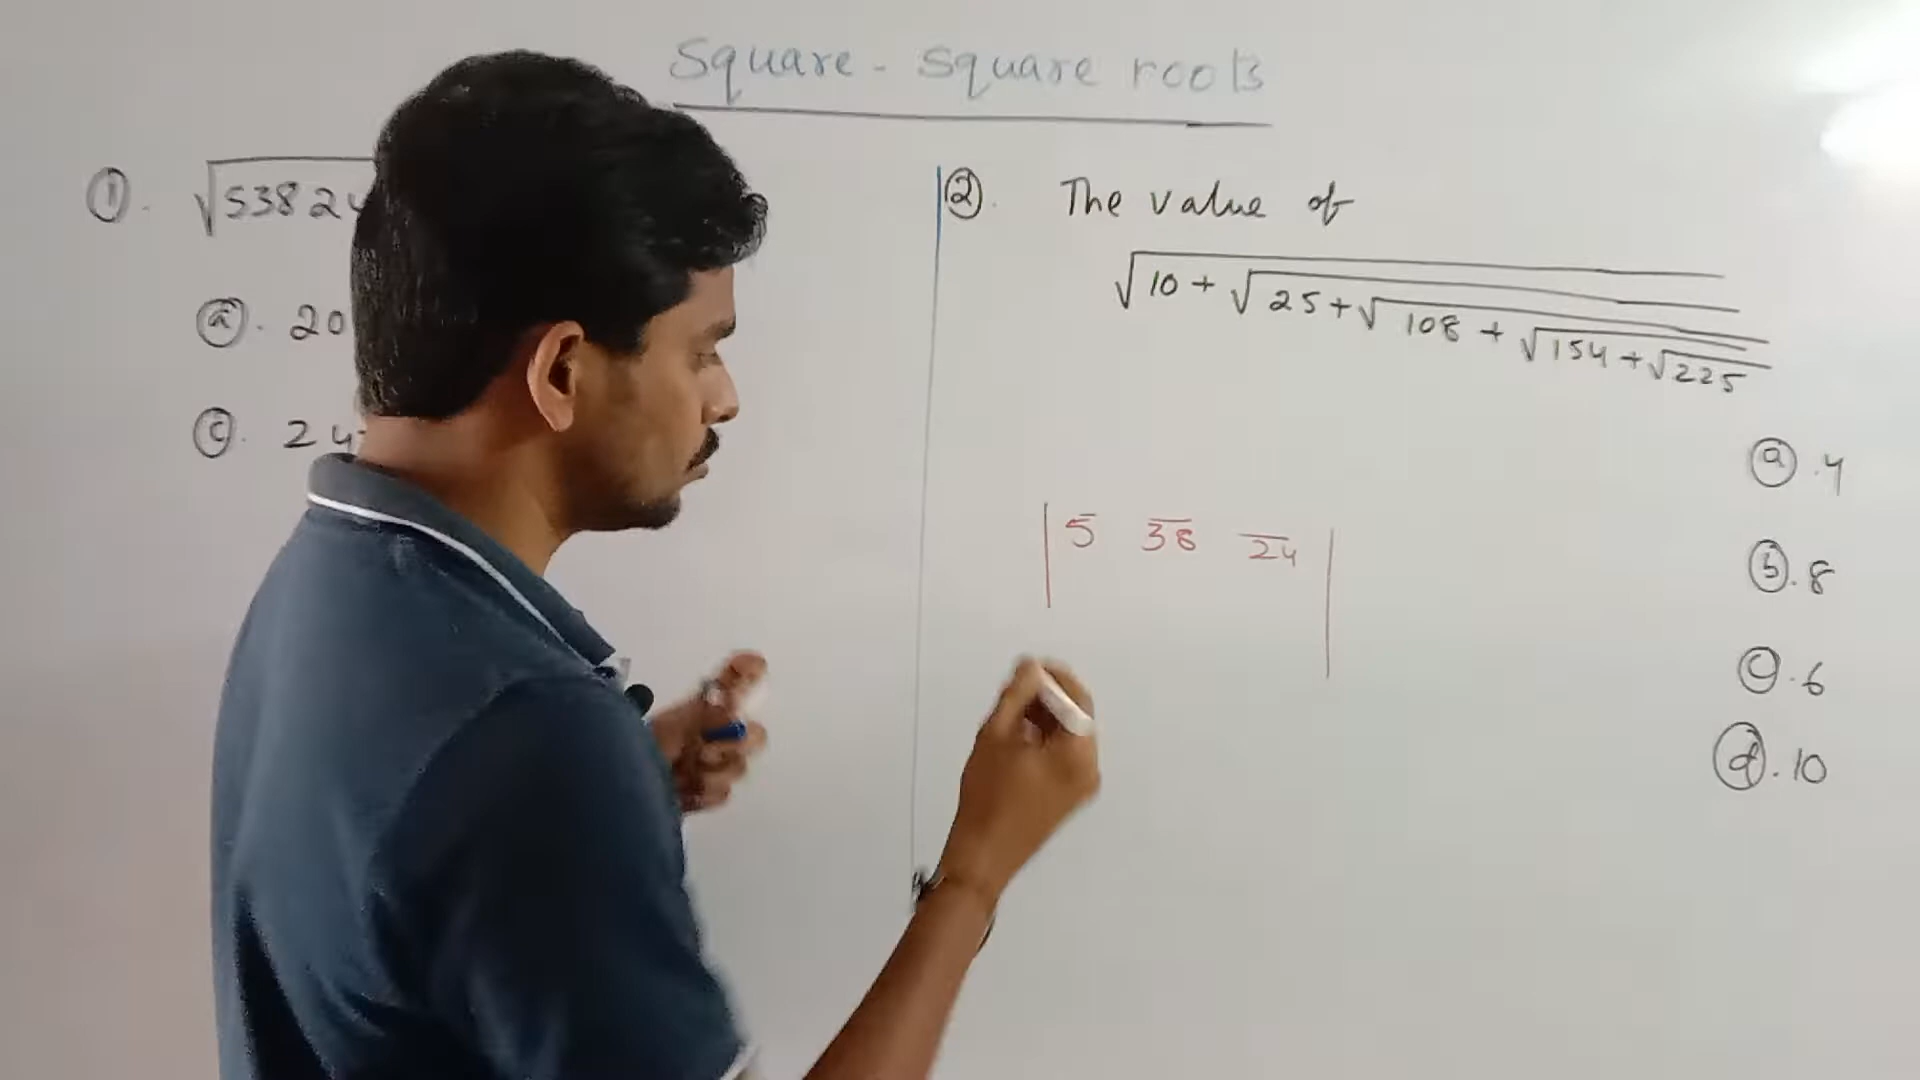 Square - Square roots
①. √53824
ⓐ. 20
ⓒ. 24
②. The value of
√10 + √25 + √108 + √154 + √225
ⓐ. 4
ⓑ. 8
ⓒ. 6
ⓓ. 10
5 38 24